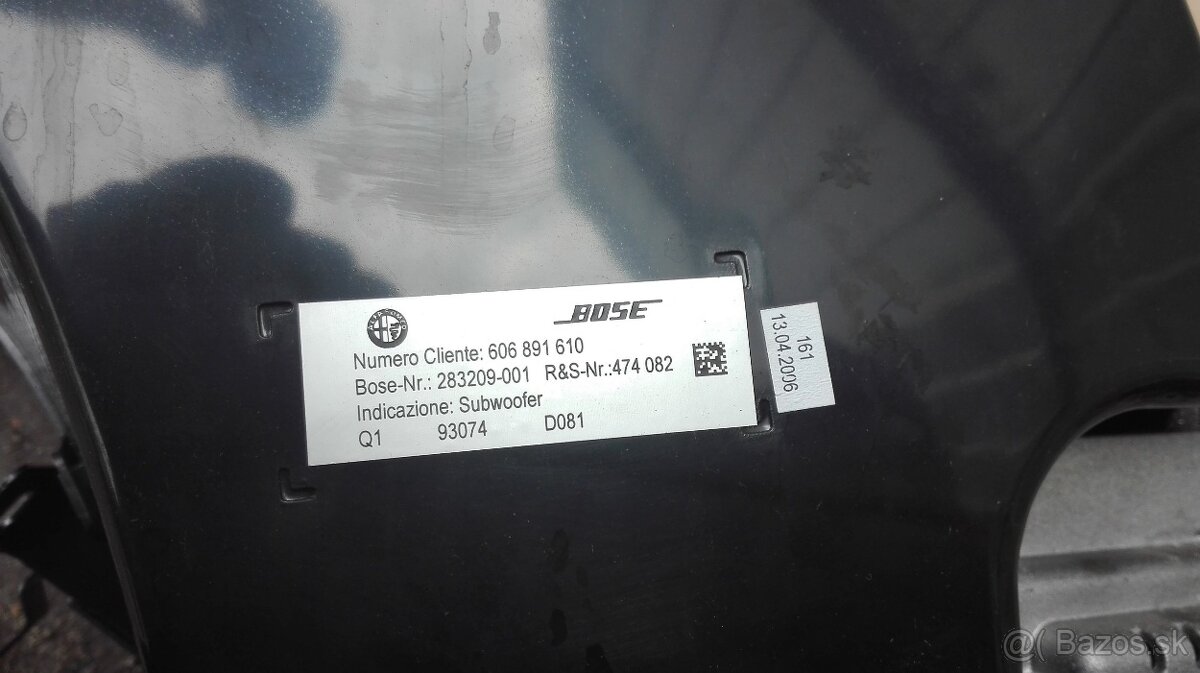 BOSE
Numero Cliente: 606 891 610
Bose-Nr.: 283209-001 R&S-Nr.:474 082
Indicazione: Subwoofer
Q1 93074 D081
161
13.04.2006
@( Bazos.sk